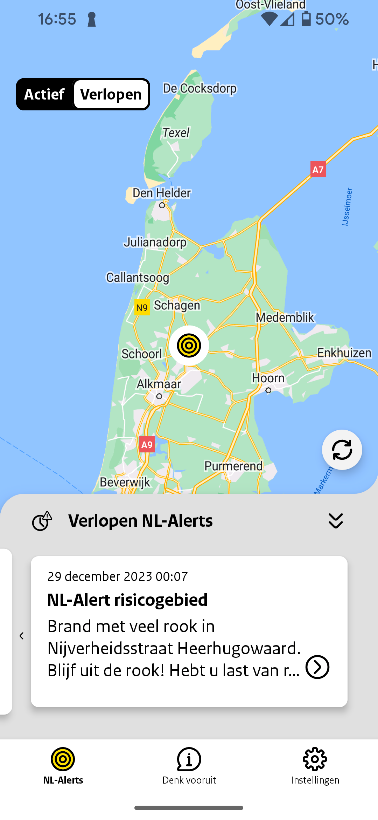 16:55
50%
Oost-Vlieland
Actief
Verlopen
De Cocksdorp
Texel
A7
Den Helder
IJsselmeer
Julianadorp
Callantsoog
N9
Schagen
Medemblik
Schoorl
Enkhuizen
Alkmaar
Hoorn
A9
Purmerend
Beverwijk
Verlopen NL-Alerts
29 december 2023 00:07
NL-Alert risicogebied
Brand met veel rook in
Nijverheidsstraat Heerhugowaard.
Blijf uit de rook! Hebt u last van r...
NL-Alerts
Denk vooruit
Instellingen